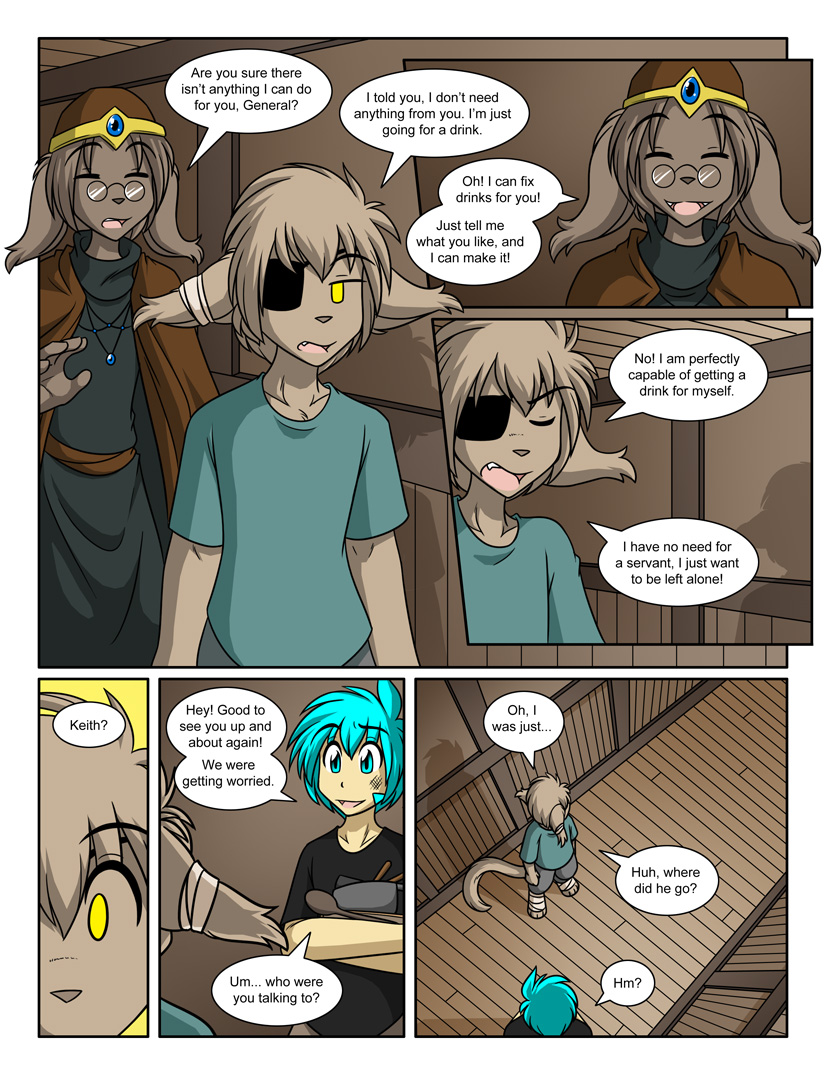 Are you sure there
isn't anything I can do
for you, General?
I told you, I don't need
anything from you. I'm just
going for a drink.
Oh! I can fix
drinks for you!
Just tell me
what you like, and
I can make it!
No! I am perfectly
capable of getting a
drink for myself.
I have no need for
a servant, I just want
to be left alone!
Keith?
Hey! Good to
see you up and
about again!
We were
getting worried.
Um... who were
you talking to?
Oh, I
was just...
Huh, where
did he go?
Hm?